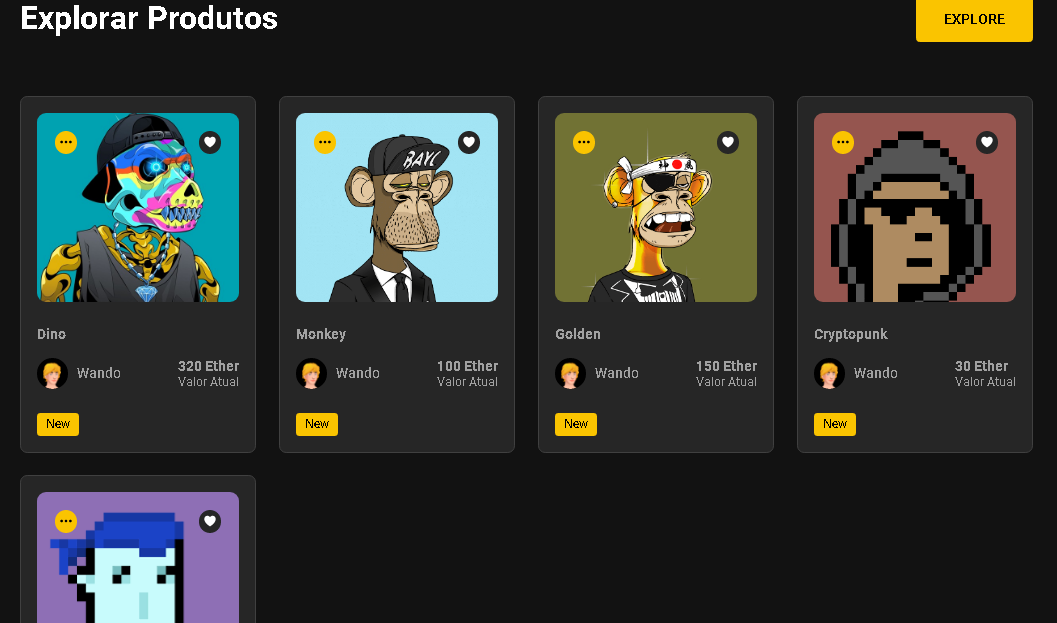 Explorar Produtos
EXPLORE
BAYC
Dino
Wando
320 Ether
Valor Atual
New
Monkey
Wando
100 Ether
Valor Atual
New
Golden
Wando
150 Ether
Valor Atual
New
Cryptopunk
Wando
30 Ether
Valor Atual
New